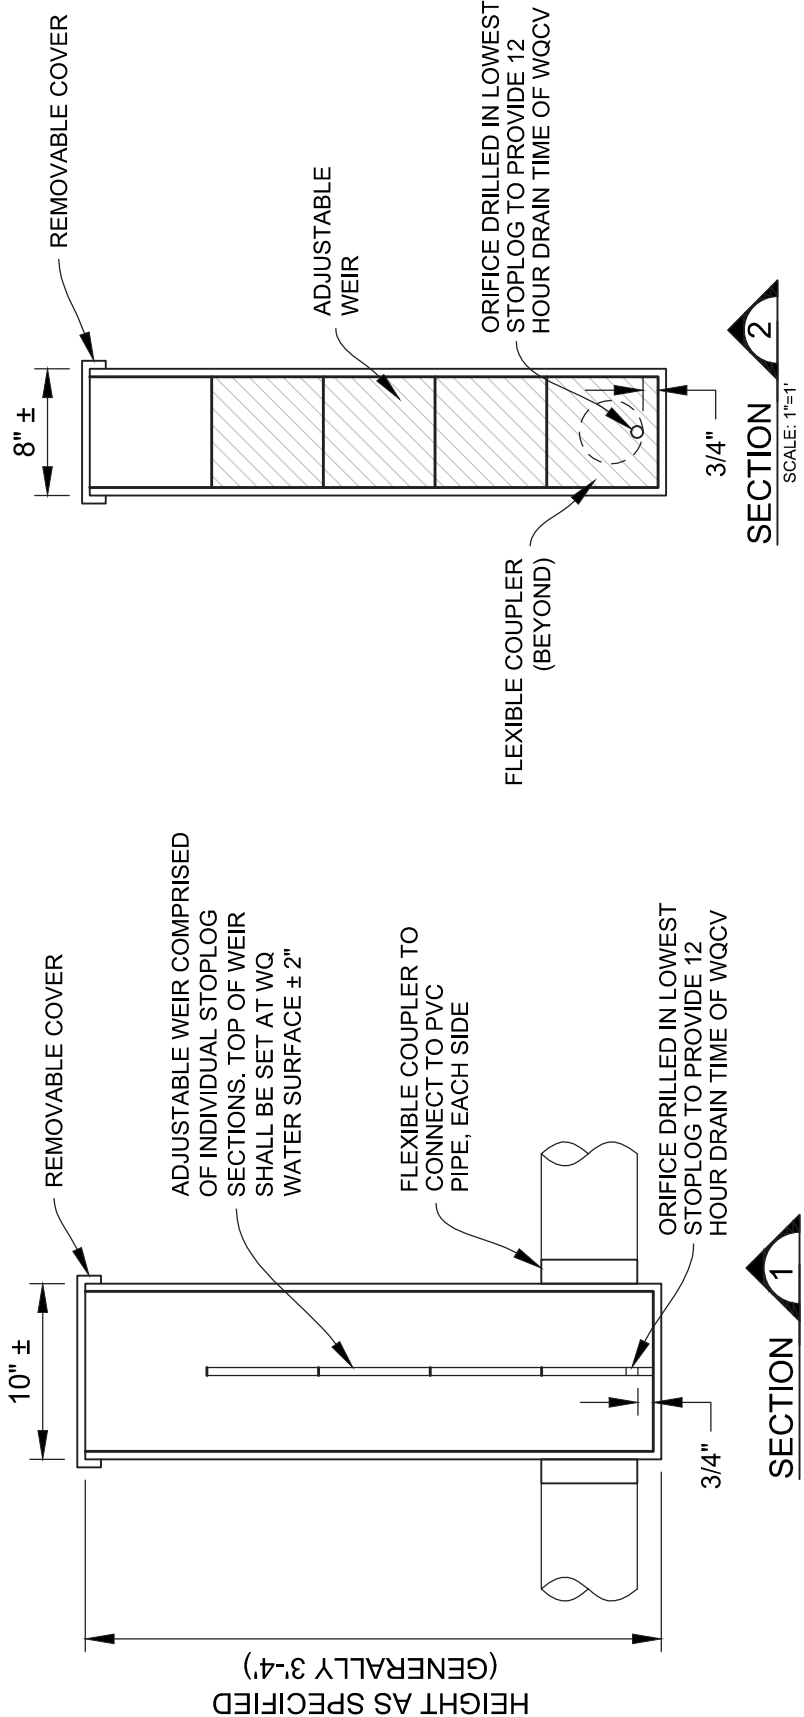 REMOVABLE COVER
10" ±
ADJUSTABLE WEIR COMPRISED
OF INDIVIDUAL STOPLOG
SECTIONS. TOP OF WEIR
SHALL BE SET AT WQ
WATER SURFACE ± 2"
FLEXIBLE COUPLER TO
CONNECT TO PVC
PIPE, EACH SIDE
ORIFICE DRILLED IN LOWEST
STOPLOG TO PROVIDE 12
HOUR DRAIN TIME OF WQCV
HEIGHT AS SPECIFIED
(GENERALLY 3'-4')
3/4"
SECTION
1
REMOVABLE COVER
8" ±
ADJUSTABLE
WEIR
ORIFICE DRILLED IN LOWEST
STOPLOG TO PROVIDE 12
HOUR DRAIN TIME OF WQCV
FLEXIBLE COUPLER
(BEYOND)
3/4"
SECTION
2
SCALE: 1"=1'